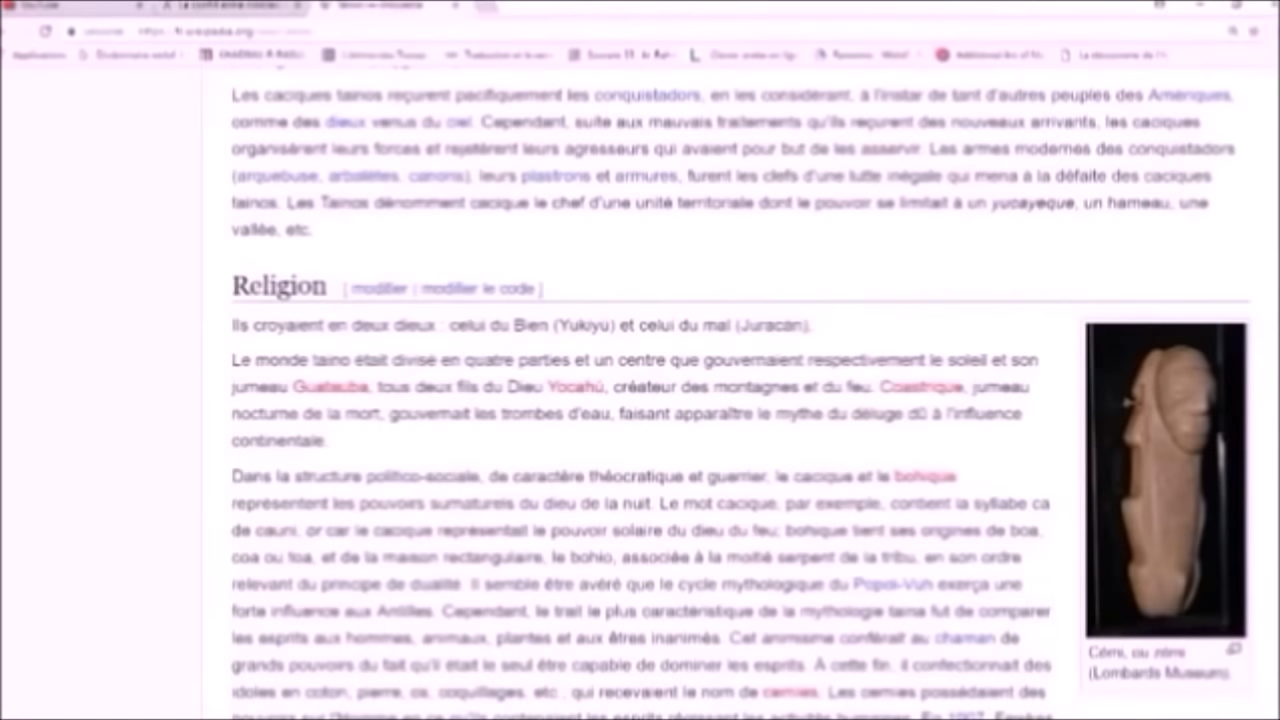 YouTube
wikipedia.org
Applications
Les caciques tainos reçurent pacifiquement les conquistadors, en les considérant, à l'instar de tant d'autres peuples des Amériques,
comme des dieux venus du ciel. Cependant, suite aux mauvais traitements qu'ils reçurent des nouveaux arrivants, les caciques
organisèrent leurs forces et rejetèrent leurs agresseurs qui avaient pour but de les asservir. Les armes modernes des conquistadors
(arquebuse, arbalètes, canons), leurs plastrons et armures, furent les clefs d'une lutte inégale qui mena à la défaite des caciques
tainos. Les Tainos dénomment cacique le chef d'une unité territoriale dont le pouvoir se limitait à un yucayeque, un hameau, une
vallée, etc.
Religion [ modifier | modifier le code ]
Ils croyaient en deux dieux : celui du Bien (Yukiyu) et celui du mal (Juracán).
Le monde taino était divisé en quatre parties et un centre que gouvernaient respectivement le soleil et son
jumeau Guatauba, tous deux fils du Dieu Yocahú, créateur des montagnes et du feu. Coastrique, jumeau
nocturne de la mort, gouvernait les trombes d'eau, faisant apparaître le mythe du déluge dû à l'influence
continentale.
Dans la structure politico-sociale, de caractère théocratique et guerrier, le cacique et le bohique
représentent les pouvoirs surnaturels du dieu de la nuit. Le mot cacique, par exemple, contient la syllabe ca
de cauni, or car le cacique représentait le pouvoir solaire du dieu du feu; bohique tient ses origines de boa,
coa ou toa, et de la maison rectangulaire, le bohio, associée à la moitié serpent de la tribu, en son ordre
relevant du principe de dualité. Il semble être avéré que le cycle mythologique du Popol-Vuh exerça une
forte influence aux Antilles. Cependant, le trait le plus caractéristique de la mythologie taina fut de comparer
les esprits aux hommes, animaux, plantes et aux êtres inanimés. Cet animisme conférait au chaman de
grands pouvoirs du fait qu'il était le seul être capable de dominer les esprits. À cette fin, il confectionnait des
idoles en coton, pierre, os, coquillages, etc., qui recevaient le nom de cemies. Les cemies possédaient des
Cémi, ou zémi
(Lombards Museum).